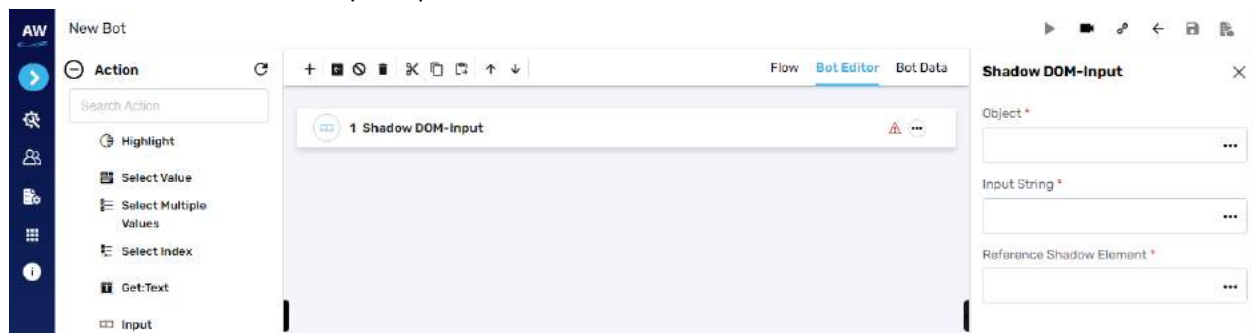 AW
New Bot
Action
Flow Bot Editor Bot Data
Shadow DOM-Input
Search Action
Object *
1 Shadow DOM-Input
Highlight
Select Value
Input String *
Select Multiple
Values
Select Index
Reference Shadow Element *
Get:Text
Input